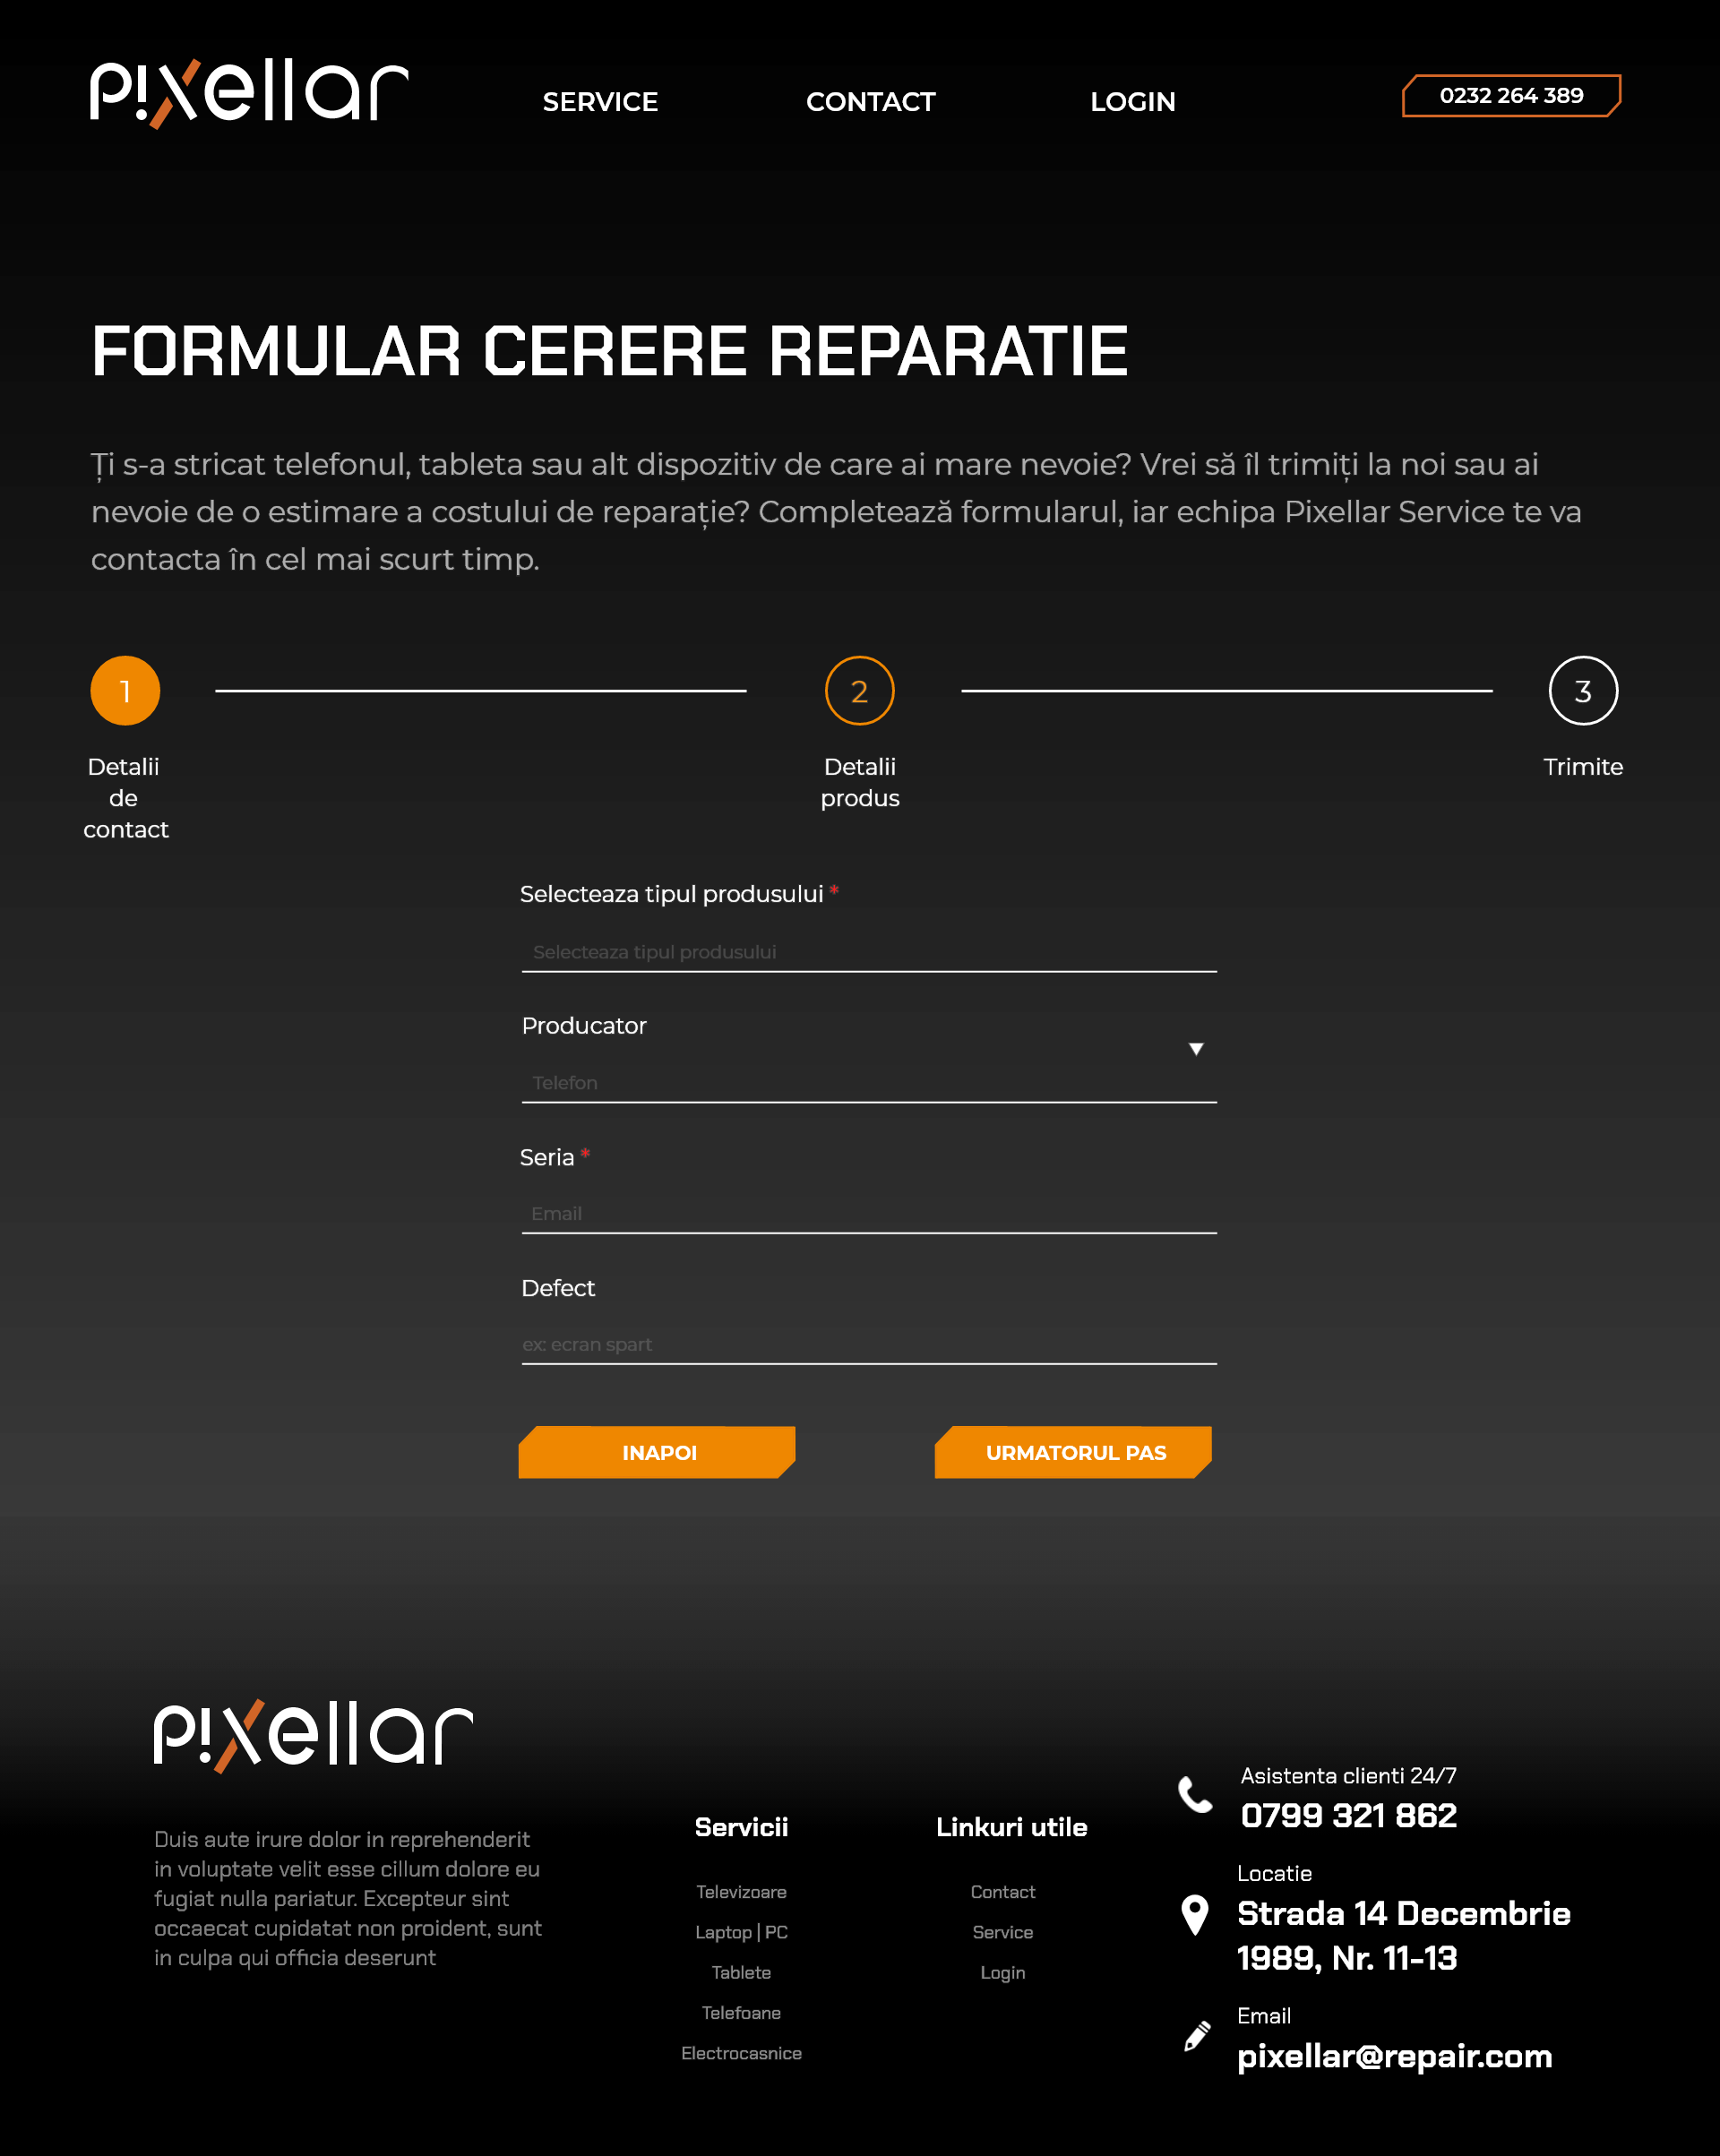 pixellar
SERVICE
CONTACT
LOGIN
0232 264 389
FORMULAR CERERE REPARATIE
Ți s-a stricat telefonul, tableta sau alt dispozitiv de care ai mare nevoie? Vrei să îl trimiți la noi sau ai
nevoie de o estimare a costului de reparație? Completează formularul, iar echipa Pixellar Service te va
contacta în cel mai scurt timp.
1
2
3
Detalii
de
contact
Detalii
produs
Trimite
Selecteaza tipul produsului *
Selecteaza tipul produsului
Producator
Telefon
Seria *
Email
Defect
ex: ecran spart
INAPOI
URMATORUL PAS
pixellar
Duis aute irure dolor in reprehenderit
in voluptate velit esse cillum dolore eu
fugiat nulla pariatur. Excepteur sint
occaecat cupidatat non proident, sunt
in culpa qui officia deserunt
Servicii
Televizoare
Laptop | PC
Tablete
Telefoane
Electrocasnice
Linkuri utile
Contact
Service
Login
Asistenta clienti 24/7
0799 321 862
Locatie
Strada 14 Decembrie
1989, Nr. 11-13
Email
pixellar@repair.com